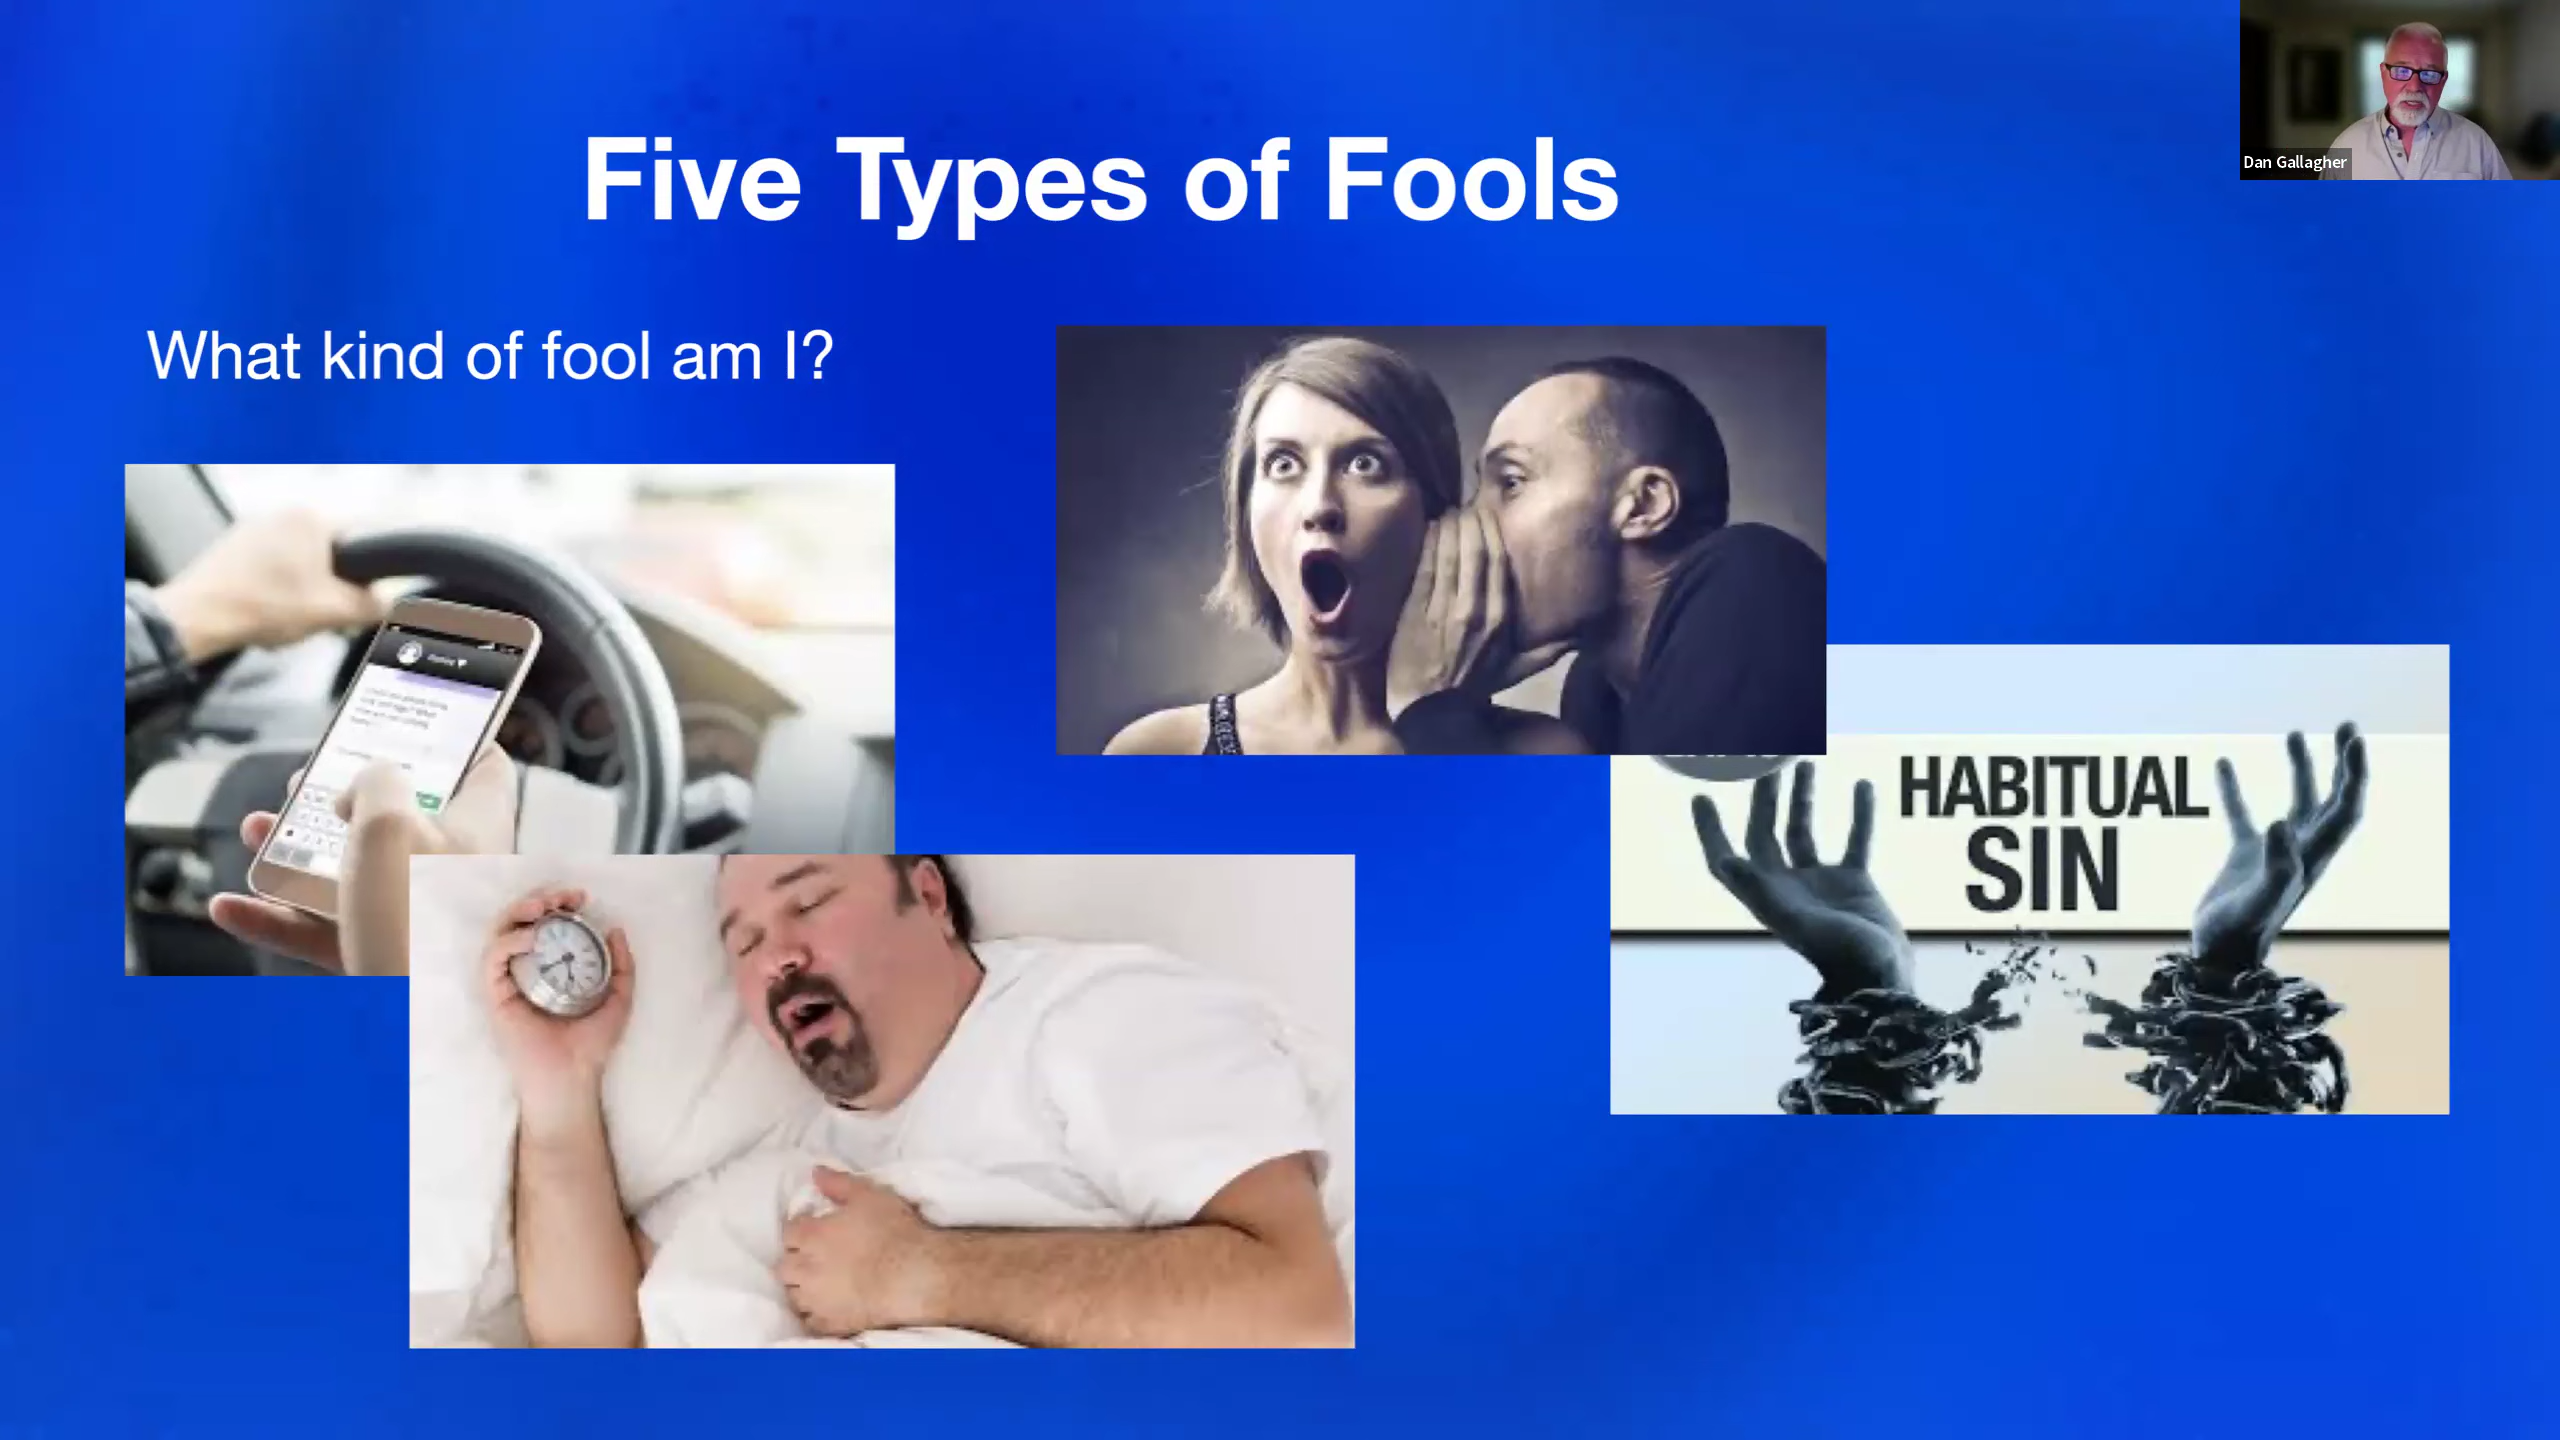 Five Types of Fools
Dan Gallagher
What kind of fool am I?
HABITUAL
SIN